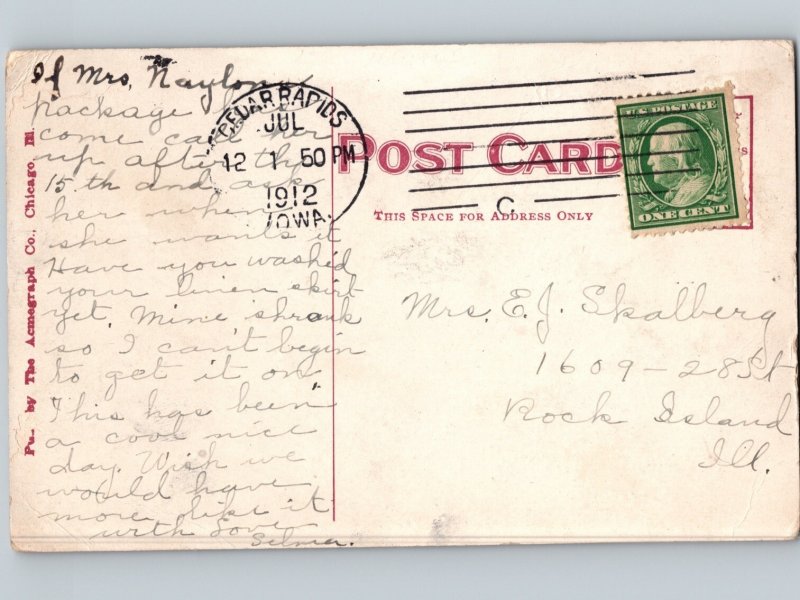 If Mrs. Naylor
package
come call her
up after the
15.th and ask
her when
she wants it
Have you washed
your linen skirt
yet. Mine shrank
so I can't begin
to get it on
This has been
a cool nice
day. Wish we
would have
more like it
with Love
Selma.
Pu by The Acmegraph Co., Chicago, Ill.
CEDAR RAPIDS
JUL
12 1 50 PM
1912
IOWA.
C
POST CARD
THIS SPACE FOR ADDRESS ONLY
U.S. POSTAGE
ONE CENT
Mrs. E. J. Skalberg
1609-28 St
Rock Island
Ill.